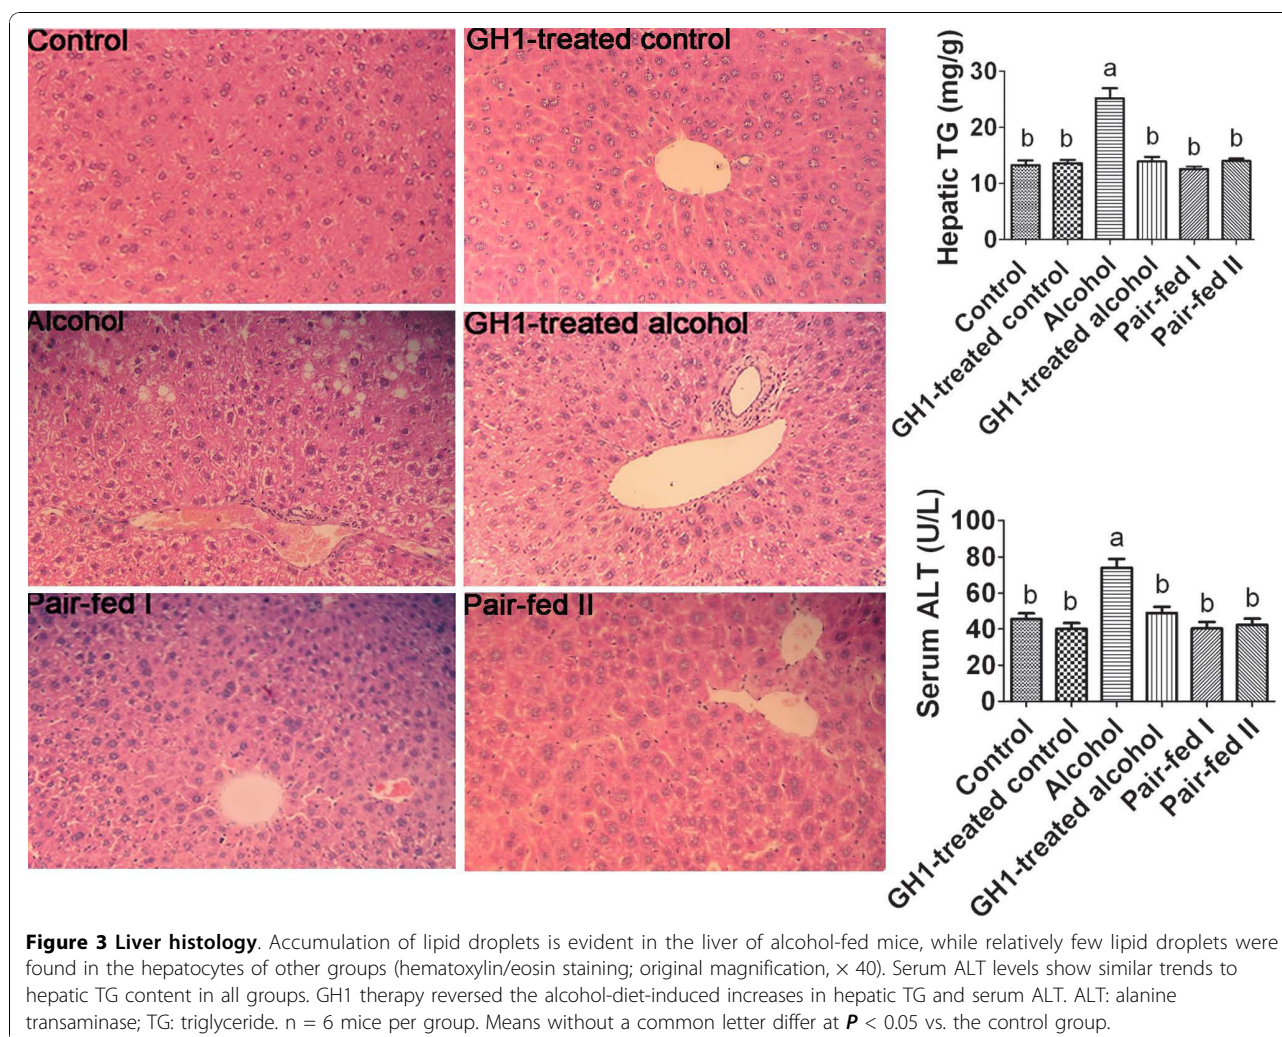 Control
GH1-treated control
Alcohol
GH1-treated alcohol
Pair-fed I
Pair-fed II
Hepatic TG (mg/g)
30
20
10
0
b
b
a
b
b
b
Control
GH1-treated control
Alcohol
GH1-treated alcohol
Pair-fed I
Pair-fed II
Serum ALT (U/L)
100
80
60
40
20
0
b
b
a
b
b
b
Control
GH1-treated control
Alcohol
GH1-treated alcohol
Pair-fed I
Pair-fed II
Figure 3 Liver histology. Accumulation of lipid droplets is evident in the liver of alcohol-fed mice, while relatively few lipid droplets were
found in the hepatocytes of other groups (hematoxylin/eosin staining; original magnification, × 40). Serum ALT levels show similar trends to
hepatic TG content in all groups. GH1 therapy reversed the alcohol-diet-induced increases in hepatic TG and serum ALT. ALT: alanine
transaminase; TG: triglyceride. n = 6 mice per group. Means without a common letter differ at P < 0.05 vs. the control group.